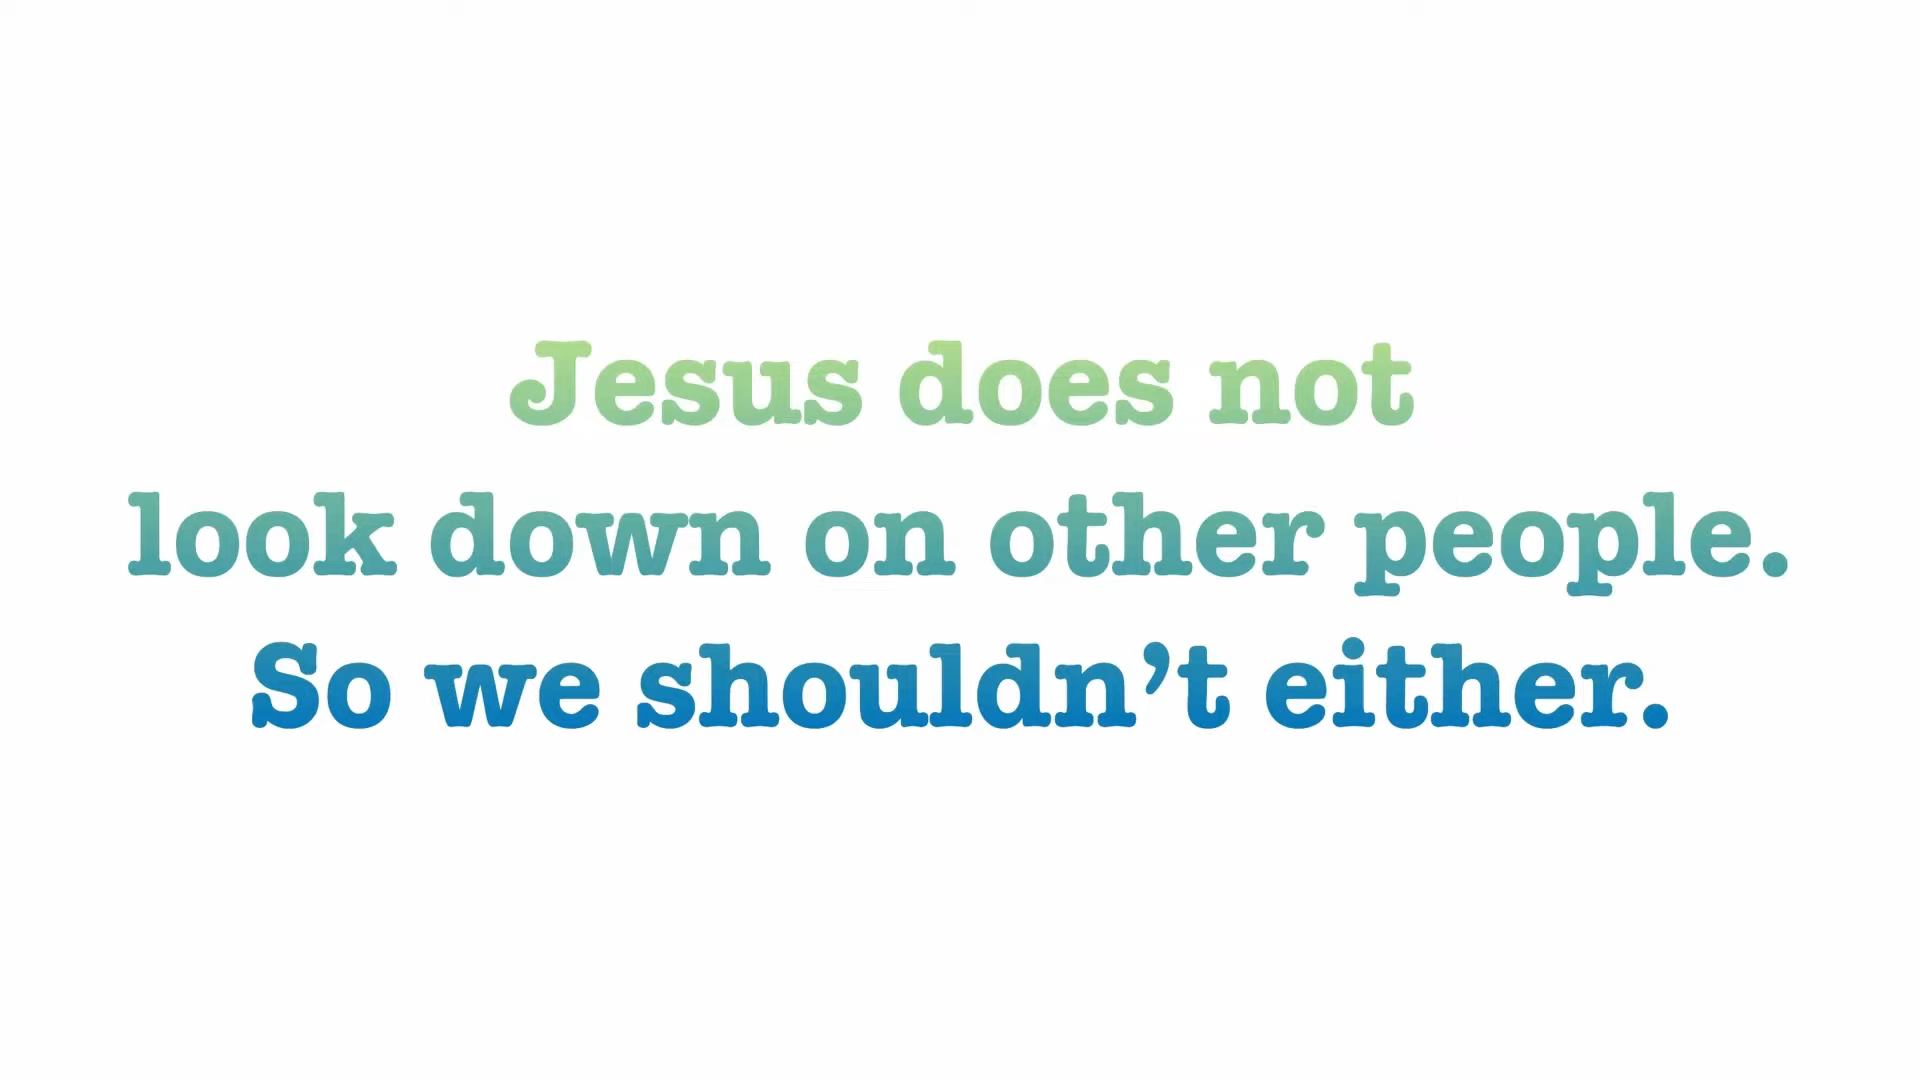 Jesus does not
look down on other people.
So we shouldn’t either.